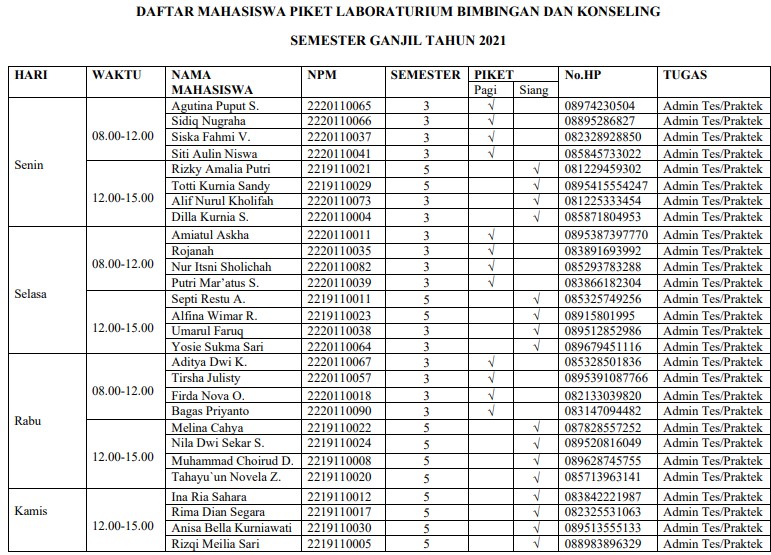 DAFTAR MAHASISWA PIKET LABORATURIUM BIMBINGAN DAN KONSELING
SEMESTER GANJIL TAHUN 2021
HARI WAKTU NAMA MAHASISWA NPM SEMESTER PIKET No.HP TUGAS
Pagi Siang
Senin
08.00-12.00
Agutina Puput S. 2220110065 3 √ 08974230504 Admin Tes/Praktek
Sidiq Nugraha 2220110066 3 √ 08895286827 Admin Tes/Praktek
Siska Fahmi V. 2220110037 3 √ 082328928850 Admin Tes/Praktek
Siti Aulin Niswa 2220110041 3 √ 085845733022 Admin Tes/Praktek
12.00-15.00
Rizky Amalia Putri 2219110021 5 √ 081229459302 Admin Tes/Praktek
Totti Kurnia Sandy 2219110029 5 √ 0895415554247 Admin Tes/Praktek
Alif Nurul Kholifah 2220110073 3 √ 081225333454 Admin Tes/Praktek
Dilla Kurnia S. 2220110004 3 √ 085871804953 Admin Tes/Praktek
Selasa
08.00-12.00
Amiatul Askha 2220110011 3 √ 0895387397770 Admin Tes/Praktek
Rojanah 2220110035 3 √ 083891693992 Admin Tes/Praktek
Nur Itsni Sholichah 2220110082 3 √ 085293783288 Admin Tes/Praktek
Putri Mar’atus S. 2220110039 3 √ 083866182304 Admin Tes/Praktek
12.00-15.00
Septi Restu A. 2219110011 5 √ 085325749256 Admin Tes/Praktek
Alfina Wimar R. 2219110023 5 √ 08915801995 Admin Tes/Praktek
Umarul Faruq 2220110038 3 √ 089512852986 Admin Tes/Praktek
Yosie Sukma Sari 2220110064 3 √ 089679451116 Admin Tes/Praktek
Rabu
08.00-12.00
Aditya Dwi K. 2220110067 3 √ 085328501836 Admin Tes/Praktek
Tirsha Julisty 2220110057 3 √ 0895391087766 Admin Tes/Praktek
Firda Nova O. 2220110018 3 √ 082133039820 Admin Tes/Praktek
Bagas Priyanto 2220110090 3 √ 083147094482 Admin Tes/Praktek
12.00-15.00
Melina Cahya 2219110022 5 √ 087828557252 Admin Tes/Praktek
Nila Dwi Sekar S. 2219110024 5 √ 089520816049 Admin Tes/Praktek
Muhammad Choirud D. 2219110008 5 √ 089628745755 Admin Tes/Praktek
Tahayu`un Novela Z. 2219110020 5 √ 085713963141 Admin Tes/Praktek
Kamis
12.00-15.00
Ina Ria Sahara 2219110012 5 √ 083842221987 Admin Tes/Praktek
Rima Dian Segara 2219110017 5 √ 082325531063 Admin Tes/Praktek
Anisa Bella Kurniawati 2219110030 5 √ 089513555133 Admin Tes/Praktek
Rizqi Meilia Sari 2219110005 5 √ 088983896329 Admin Tes/Praktek